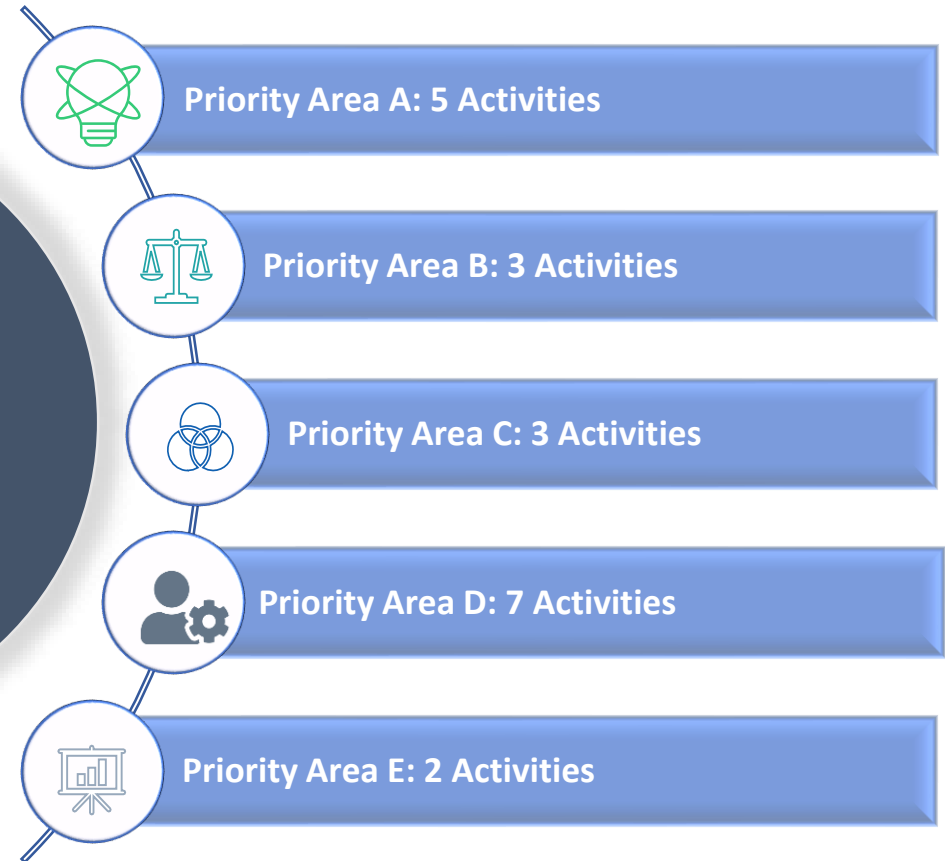 Priority Area A: 5 Activities
Priority Area B: 3 Activities
Priority Area C: 3 Activities
Priority Area D: 7 Activities
Priority Area E: 2 Activities